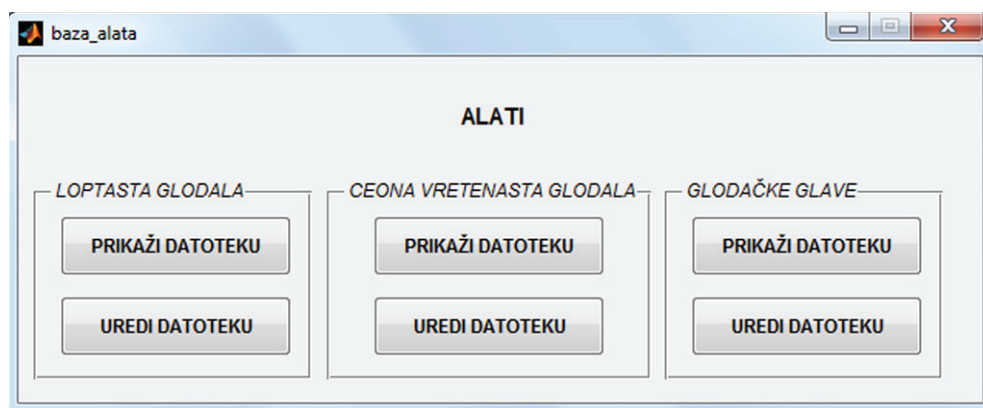 baza_alata
ALATI
LOPTASTA GLODALA
CEONA VRETENASTA GLODALA
GLODAČKE GLAVE
PRIKAŽI DATOTEKU
PRIKAŽI DATOTEKU
PRIKAŽI DATOTEKU
UREDI DATOTEKU
UREDI DATOTEKU
UREDI DATOTEKU